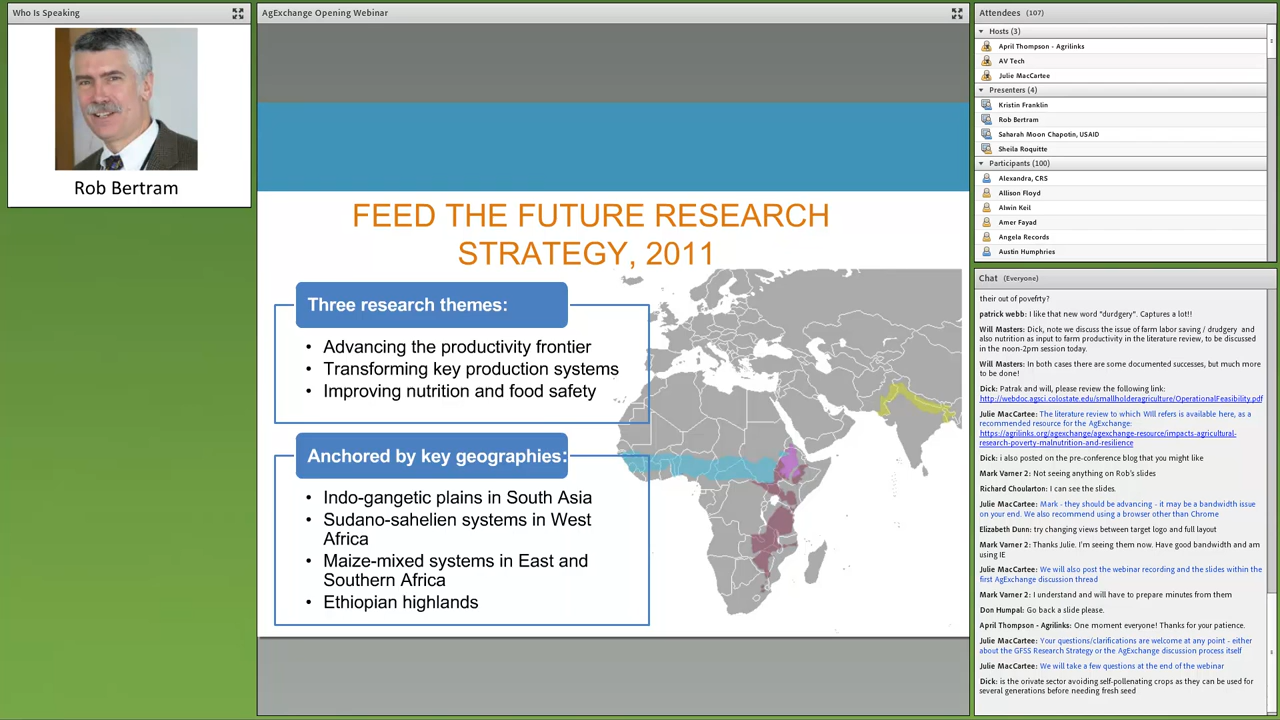 Who Is Speaking
Rob Bertram
AgExchange Opening Webinar
FEED THE FUTURE RESEARCH
STRATEGY, 2011
Three research themes:
• Advancing the productivity frontier
• Transforming key production systems
• Improving nutrition and food safety
Anchored by key geographies:
• Indo-gangetic plains in South Asia
• Sudano-sahelien systems in West
Africa
• Maize-mixed systems in East and
Southern Africa
• Ethiopian highlands
Attendees (107)
Hosts (3)
April Thompson - Agrilinks
AV Tech
Julie MacCartee
Presenters (4)
Kristin Franklin
Rob Bertram
Saharah Moon Chapotin, USAID
Sheila Roquitte
Participants (100)
Alexandra, CRS
Allison Floyd
Alwin Keil
Amer Fayad
Angela Records
Austin Humphries
Chat (Everyone)
their out of povefrty?
patrick webb: I like that new word "durdgery". Captures a lot!!
Will Masters: Dick, note we discuss the issue of farm labor saving / drudgery and
also nutrition as input to farm productivity in the literature review, to be discussed
in the noon-2pm session today.
Will Masters: In both cases there are some documented successes, but much more
to be done!
Dick: Patrak and will, please review the following link:
http://webdoc.agsci.colostate.edu/smallholderagriculture/OperationalFeasibility.pdf
Julie MacCartee: The literature review to which Will refers is available here, as a
recommended resource for the AgExchange:
https://agrilinks.org/agexchange/agexchange-resource/impacts-agricultural-
research-poverty-malnutrition-and-resilience
Dick: i also posted on the pre-conference blog that you might like
Mark Varner 2: Not seeing anything on Rob's slides
Richard Choularton: I can see the slides.
Julie MacCartee: Mark - they should be advancing - it may be a bandwidth issue
on your end. We also recommend using a browser other than Chrome
Elizabeth Dunn: try changing views between target logo and full layout
Mark Varner 2: Thanks Julie. I'm seeing them now. Have good bandwidth and am
using IE
Julie MacCartee: We will also post the webinar recording and the slides within the
first AgExchange discussion thread
Mark Varner 2: I understand and will have to prepare minutes from them
Don Humpal: Go back a slide please.
April Thompson - Agrilinks: One moment everyone! Thanks for your patience.
Julie MacCartee: Your questions/clarifications are welcome at any point - either
about the GFSS Research Strategy or the AgExchange discussion process itself
Julie MacCartee: We will take a few questions at the end of the webinar
Dick: is the orivate sector avoiding self-pollenating crops as they can be used for
several generations before needing fresh seed